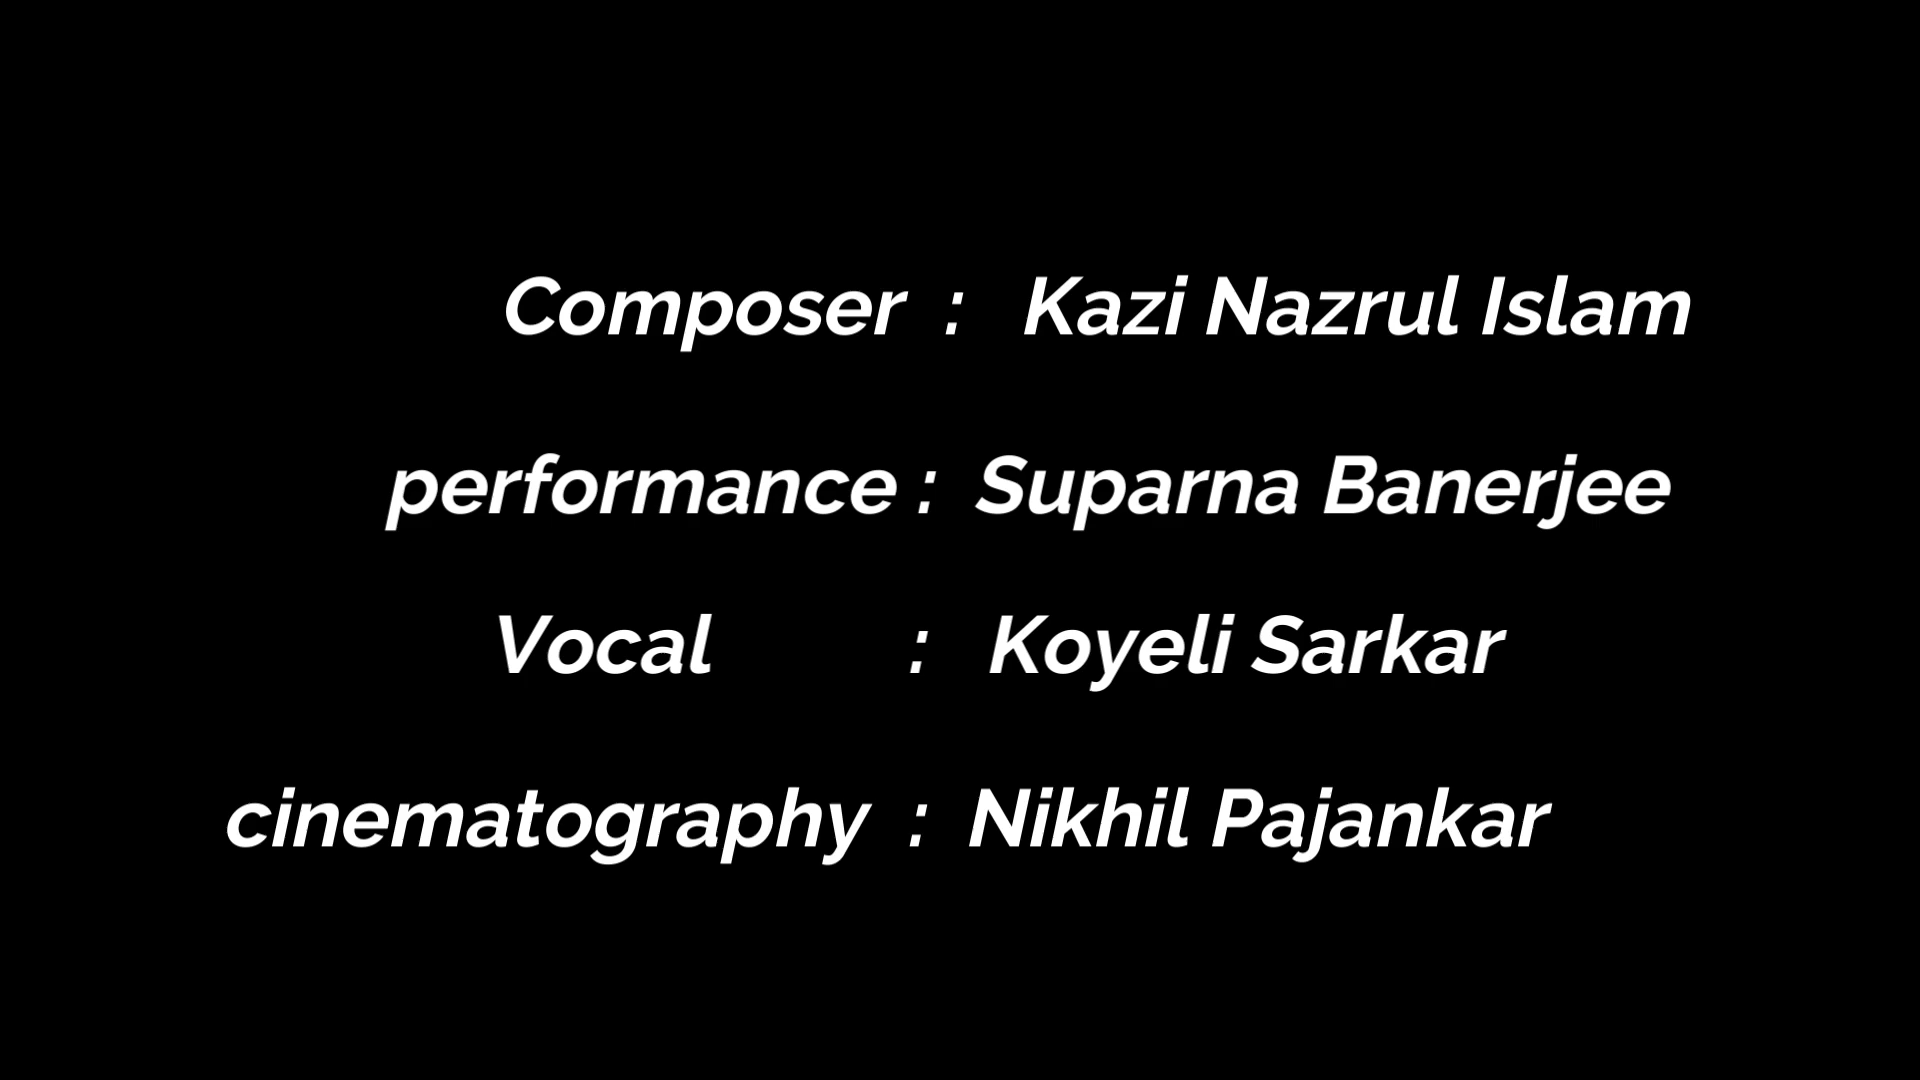 Composer : Kazi Nazrul Islam
performance : Suparna Banerjee
Vocal : Koyeli Sarkar
cinematography : Nikhil Pajankar